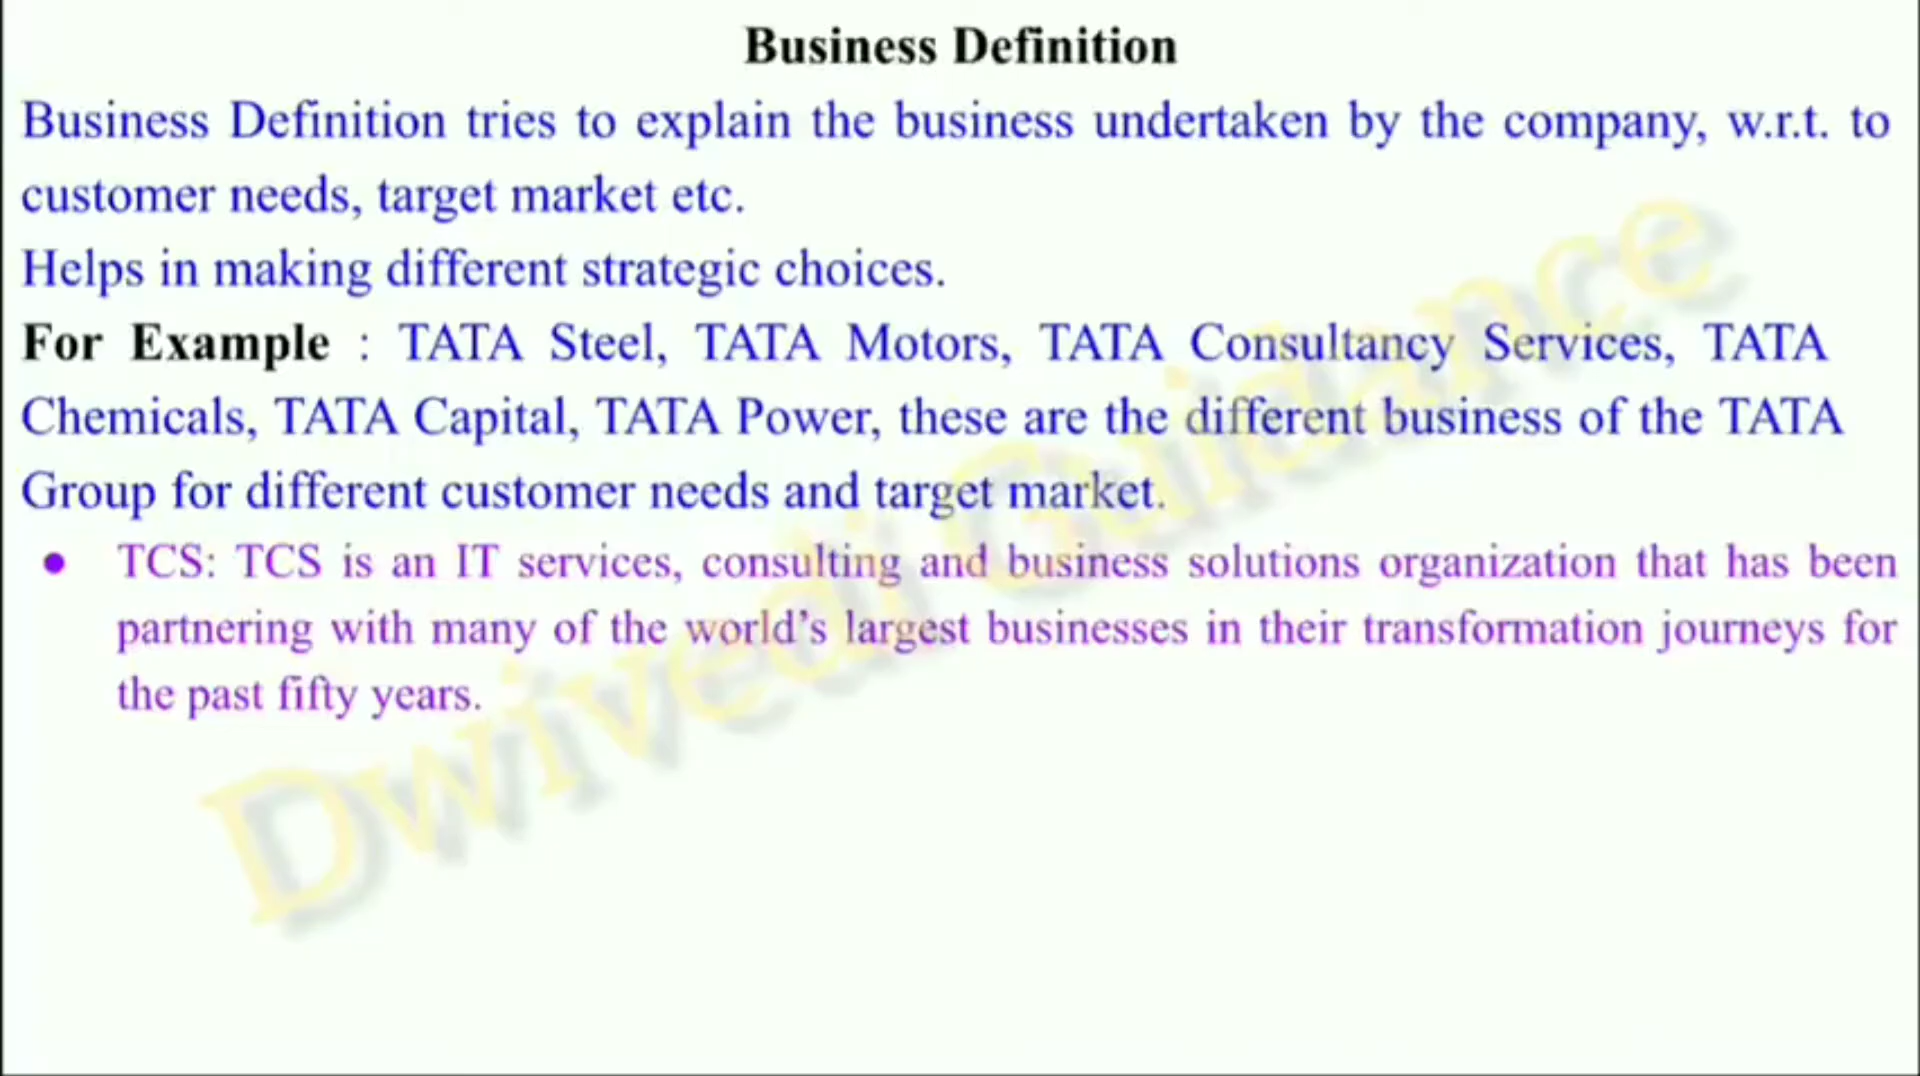 Business Definition
Business Definition tries to explain the business undertaken by the company, w.r.t. to
customer needs, target market etc.
Helps in making different strategic choices.
For Example : TATA Steel, TATA Motors, TATA Consultancy Services, TATA
Chemicals, TATA Capital, TATA Power, these are the different business of the TATA
Group for different customer needs and target market.
● TCS: TCS is an IT services, consulting and business solutions organization that has been
partnering with many of the world's largest businesses in their transformation journeys for
the past fifty years.
Dwivedi Guidance